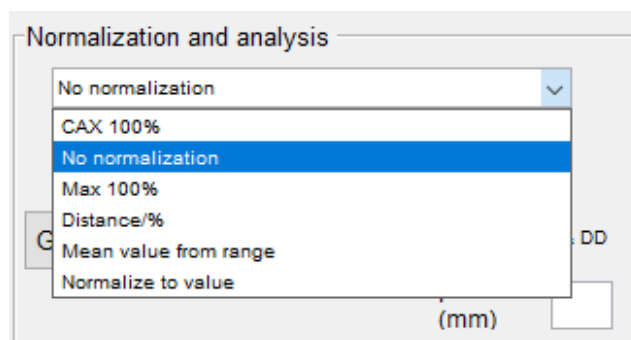 Normalization and analysis
No normalization
CAX 100%
No normalization
Max 100%
Distance/%
G
DD
Mean value from range
Normalize to value
(mm)